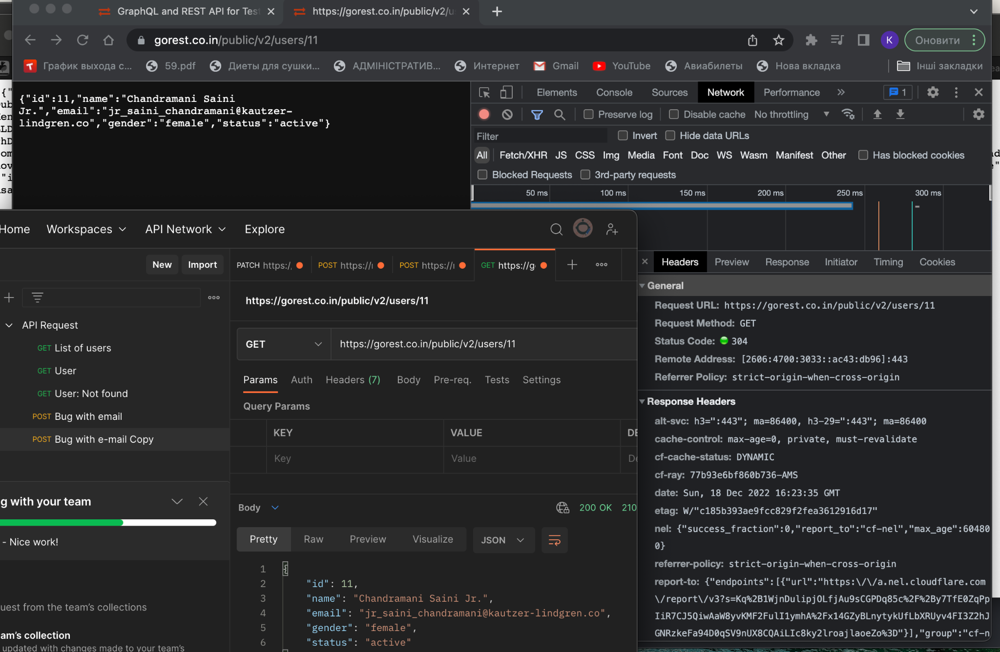 GraphQL and REST API for Test
https://gorest.co.in/public/v2/u
gorest.co.in/public/v2/users/11
K
Оновити
График выхода с...
59.pdf
Диеты для сушки...
АДМІНІСТРАТИВ...
Интернет
Gmail
YouTube
Авиабилеты
Нова вкладка
Інші закладки
{"id":11,"name":"Chandramani Saini
Jr.","email":"jr_saini_chandramani@kautzer-
lindgren.co","gender":"female","status":"active"}
Elements Console Sources Network Performance 1
Preserve log Disable cache No throttling
Filter Invert Hide data URLs
All Fetch/XHR JS CSS Img Media Font Doc WS Wasm Manifest Other Has blocked cookies
Blocked Requests 3rd-party requests
50 ms 100 ms 150 ms 200 ms 250 ms 300 ms
Home Workspaces API Network Explore
New Import
PATCH https:/,
POST https://
POST https://
GET https://g
https://gorest.co.in/public/v2/users/11
API Request
GET List of users
GET User
GET User: Not found
POST Bug with email
POST Bug with e-mail Copy
GET https://gorest.co.in/public/v2/users/11
Params Auth Headers (7) Body Pre-req. Tests Settings
Query Params
KEY VALUE DE
Key Value De
g with your team
- Nice work!
uest from the team's collections
am's collection
updated with changes made to your team's
Body 200 OK 210
Pretty Raw Preview Visualize JSON
1 {
2 "id": 11,
3 "name": "Chandramani Saini Jr.",
4 "email": "jr_saini_chandramani@kautzer-lindgren.co",
5 "gender": "female",
6 "status": "active"
Headers Preview Response Initiator Timing Cookies
General
Request URL: https://gorest.co.in/public/v2/users/11
Request Method: GET
Status Code: 304
Remote Address: [2606:4700:3033::ac43:db96]:443
Referrer Policy: strict-origin-when-cross-origin
Response Headers
alt-svc: h3=":443"; ma=86400, h3-29=":443"; ma=86400
cache-control: max-age=0, private, must-revalidate
cf-cache-status: DYNAMIC
cf-ray: 77b93e6bf860b736-AMS
date: Sun, 18 Dec 2022 16:23:35 GMT
etag: W/"c185b393ae9fcc829f2fea3612916d17"
nel: {"success_fraction":0,"report_to":"cf-nel","max_age":60480
0}
referrer-policy: strict-origin-when-cross-origin
report-to: {"endpoints":[{"url":"https:\/\/a.nel.cloudflare.com
\/report\/v3?s=Kq%2B1WjnDulipjOLfjAu9sCGPDq85c%2F%2By7TfE0ZqPp
IiR7CJ5QiwAaW8yvKMF2FulI1ymhA%2Fx14GZyBLnytykUfLbXRUyv4FI3Z2hJ
GNRzkeFa94D0qSV9nUX8CQAiLIc8ky2lroajlaoeZo%3D"}],"group":"cf-n